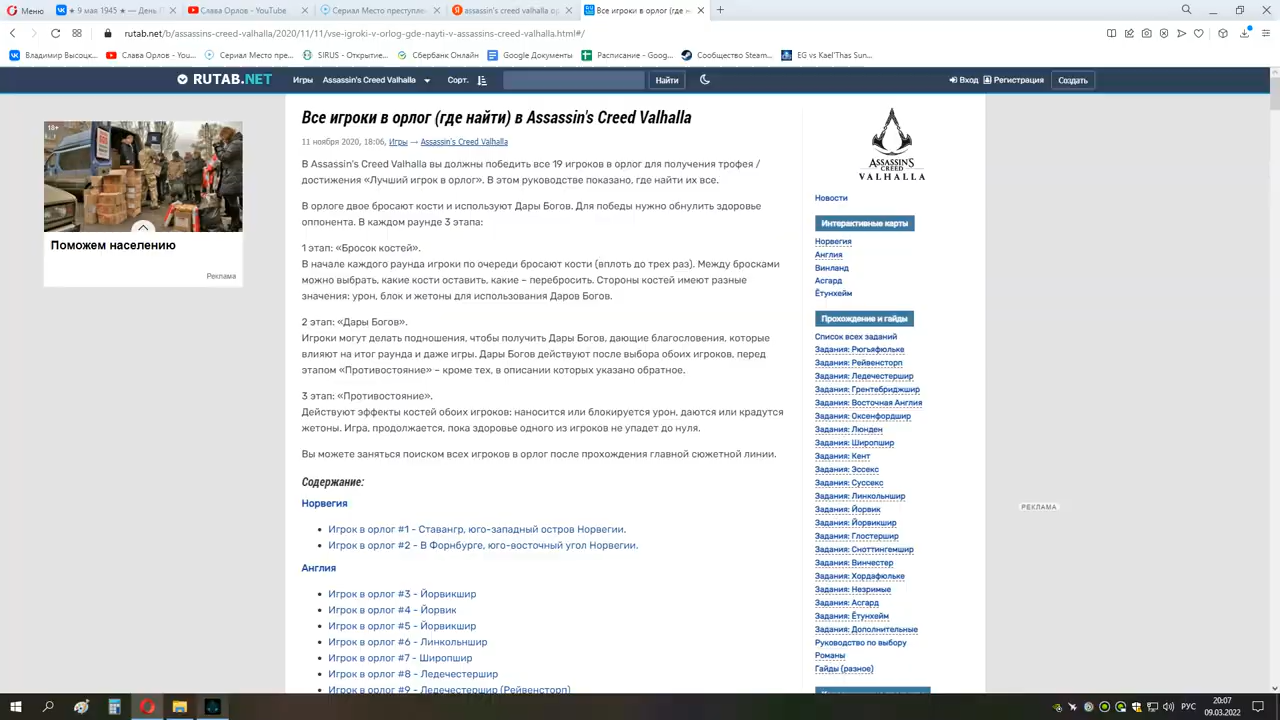 Меню
★ 9 мая 1945 ★ — День П
Слава Орлов - YouTube
Сериал Место преступлен
assassin's creed valhalla ор
Все игроки в орлог (где н
rutab.net/b/assassins-creed-valhalla/2020/11/11/vse-igroki-v-orlog-gde-nayti-v-assassins-creed-valhalla.html#/
Владимир Высоцк...
Слава Орлов - You...
Сериал Место пре...
SIRUS - Открытие...
Сбербанк Онлайн
Google Документы
Расписание – Goog...
Сообщество Steam...
EG vs Kael'Thas Sun...
RUTAB.NET
Игры
Assassin's Creed Valhalla
Сорт.
Найти
Вход
Регистрация
Создать
18+
Поможем населению
Реклама
Все игроки в орлог (где найти) в Assassin's Creed Valhalla
11 ноября 2020, 18:06, Игры → Assassin's Creed Valhalla
В Assassin's Creed Valhalla вы должны победить все 19 игроков в орлог для получения трофея /
достижения «Лучший игрок в орлог». В этом руководстве показано, где найти их все.
В орлоге двое бросают кости и используют Дары Богов. Для победы нужно обнулить здоровье
оппонента. В каждом раунде 3 этапа:
1 этап: «Бросок костей».
В начале каждого раунда игроки по очереди бросают кости (вплоть до трех раз). Между бросками
можно выбрать, какие кости оставить, какие – перебросить. Стороны костей имеют разные
значения: урон, блок и жетоны для использования Даров Богов.
2 этап: «Дары Богов».
Игроки могут делать подношения, чтобы получить Дары Богов, дающие благословения, которые
влияют на итог раунда и даже игры. Дары Богов действуют после выбора обоих игроков, перед
этапом «Противостояние» – кроме тех, в описании которых указано обратное.
3 этап: «Противостояние».
Действуют эффекты костей обоих игроков: наносится или блокируется урон, даются или крадутся
жетоны. Игра, продолжается, пока здоровье одного из игроков не упадет до нуля.
Вы можете заняться поиском всех игроков в орлог после прохождения главной сюжетной линии.
Содержание:
Норвегия
Игрок в орлог #1 - Ставангр, юго-западный остров Норвегии.
Игрок в орлог #2 - В Форнбурге, юго-восточный угол Норвегии.
Англия
Игрок в орлог #3 - Йорвикшир
Игрок в орлог #4 - Йорвик
Игрок в орлог #5 - Йорвикшир
Игрок в орлог #6 - Линкольншир
Игрок в орлог #7 - Широпшир
Игрок в орлог #8 - Ледечестершир
Игрок в орлог #9 - Ледечестершир (Рейвенсторп)
ASSASSIN'S
CREED
VALHALLA
Новости
Интерактивные карты
Норвегия
Англия
Винланд
Асгард
Ётунхейм
Прохождение и гайды
Список всех заданий
Задания: Рюгьяфюльке
Задания: Рейвенсторп
Задания: Ледечестершир
Задания: Грентебриджшир
Задания: Восточная Англия
Задания: Оксенфордшир
Задания: Люнден
Задания: Широпшир
Задания: Кент
Задания: Эссекс
Задания: Суссекс
Задания: Линкольншир
Задания: Йорвик
Задания: Йорвикшир
Задания: Глостершир
Задания: Сноттингемшир
Задания: Винчестер
Задания: Хордафюльке
Задания: Незримые
Задания: Асгард
Задания: Ётунхейм
Задания: Дополнительные
Руководство по выбору
Романы
Гайды (разное)
РЕКЛАМА
РУС
20:07
09.03.2022